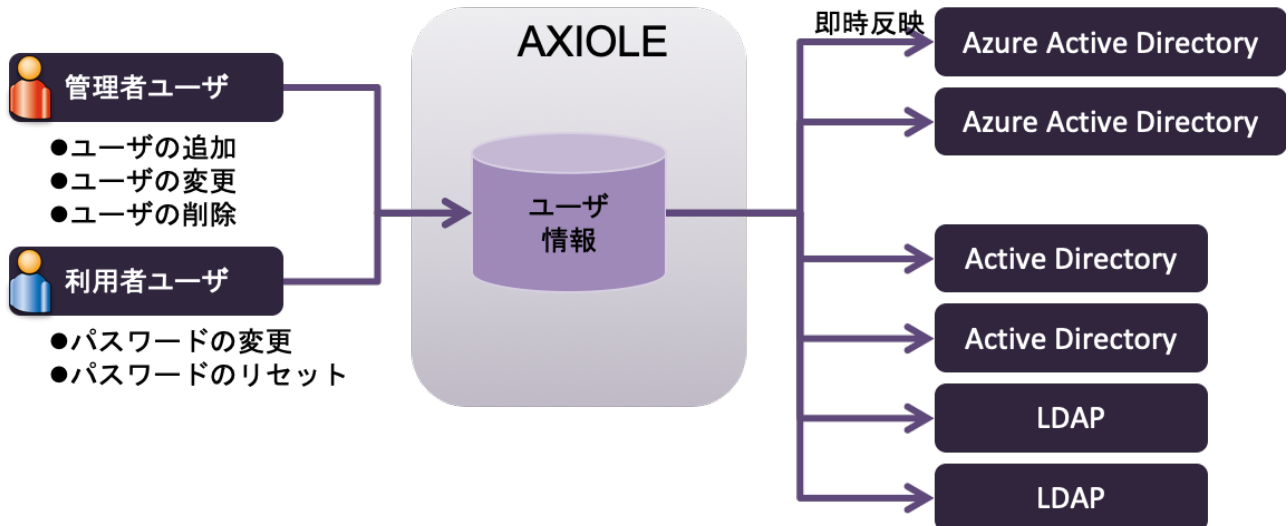 AXIOLE
管理者ユーザ
●ユーザの追加
●ユーザの変更
●ユーザの削除
利用者ユーザ
●パスワードの変更
●パスワードのリセット
ユーザ
情報
即時反映
Azure Active Directory
Azure Active Directory
Active Directory
Active Directory
LDAP
LDAP